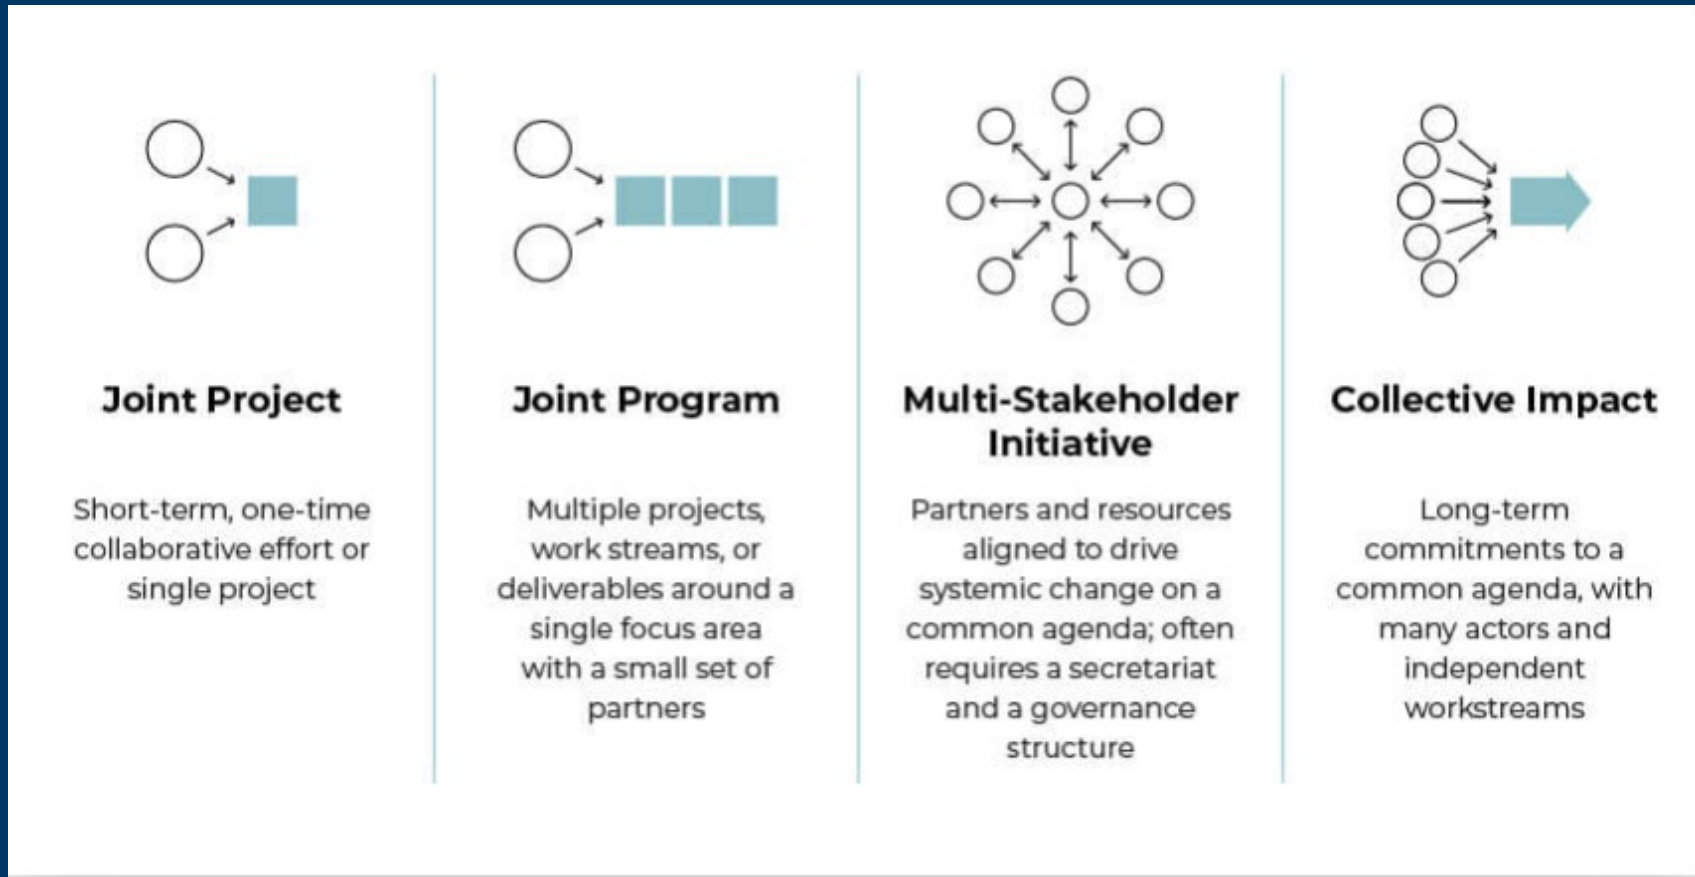 Joint Project
Short-term, one-time
collaborative effort or
single project
Joint Program
Multiple projects,
work streams, or
deliverables around a
single focus area
with a small set of
partners
Multi-Stakeholder
Initiative
Partners and resources
aligned to drive
systemic change on a
common agenda; often
requires a secretariat
and a governance
structure
Collective Impact
Long-term
commitments to a
common agenda, with
many actors and
independent
workstreams